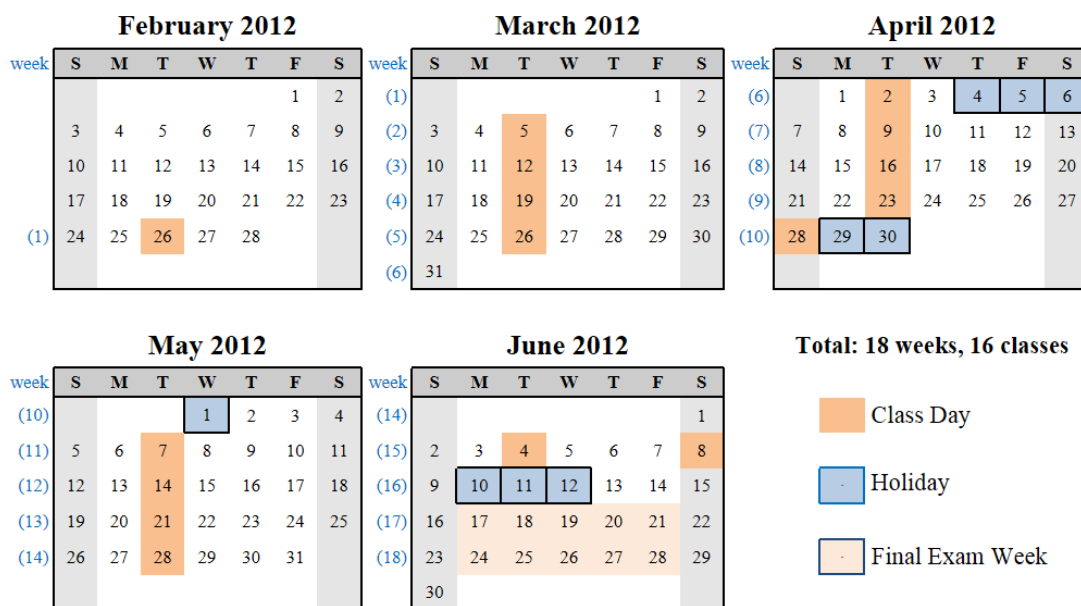 February 2012
week S M T W T F S
1 2
3 4 5 6 7 8 9
10 11 12 13 14 15 16
17 18 19 20 21 22 23
(1) 24 25 26 27 28
March 2012
week S M T W T F S
(1) 1 2
(2) 3 4 5 6 7 8 9
(3) 10 11 12 13 14 15 16
(4) 17 18 19 20 21 22 23
(5) 24 25 26 27 28 29 30
(6) 31
April 2012
week S M T W T F S
(6) 1 2 3 4 5 6
(7) 7 8 9 10 11 12 13
(8) 14 15 16 17 18 19 20
(9) 21 22 23 24 25 26 27
(10) 28 29 30
May 2012
week S M T W T F S
(10) 1 2 3 4
(11) 5 6 7 8 9 10 11
(12) 12 13 14 15 16 17 18
(13) 19 20 21 22 23 24 25
(14) 26 27 28 29 30 31
June 2012
week S M T W T F S
(14) 1
(15) 2 3 4 5 6 7 8
(16) 9 10 11 12 13 14 15
(17) 16 17 18 19 20 21 22
(18) 23 24 25 26 27 28 29
30
Total: 18 weeks, 16 classes
Class Day
Holiday
Final Exam Week